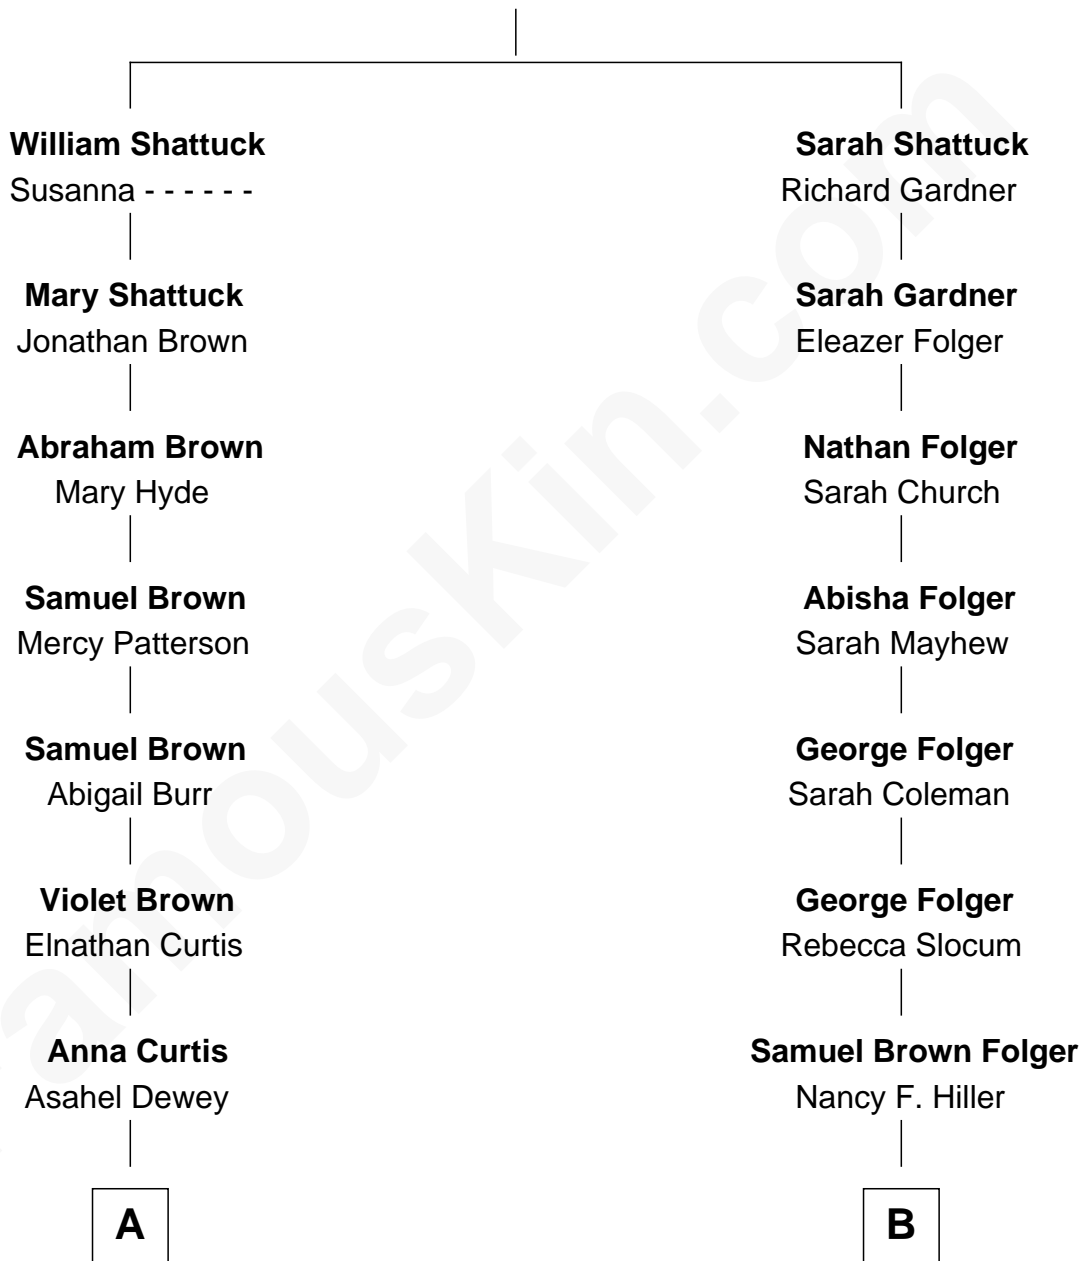 William Shattuck
Susanna - - - - - -
Sarah Shattuck
Richard Gardner
Mary Shattuck
Jonathan Brown
Sarah Gardner
Eleazer Folger
Abraham Brown
Mary Hyde
Nathan Folger
Sarah Church
Samuel Brown
Mercy Patterson
Abisha Folger
Sarah Mayhew
Samuel Brown
Abigail Burr
George Folger
Sarah Coleman
Violet Brown
Elnathan Curtis
George Folger
Rebecca Slocum
Anna Curtis
Asahel Dewey
Samuel Brown Folger
Nancy F. Hiller
A
B
amouskin.com